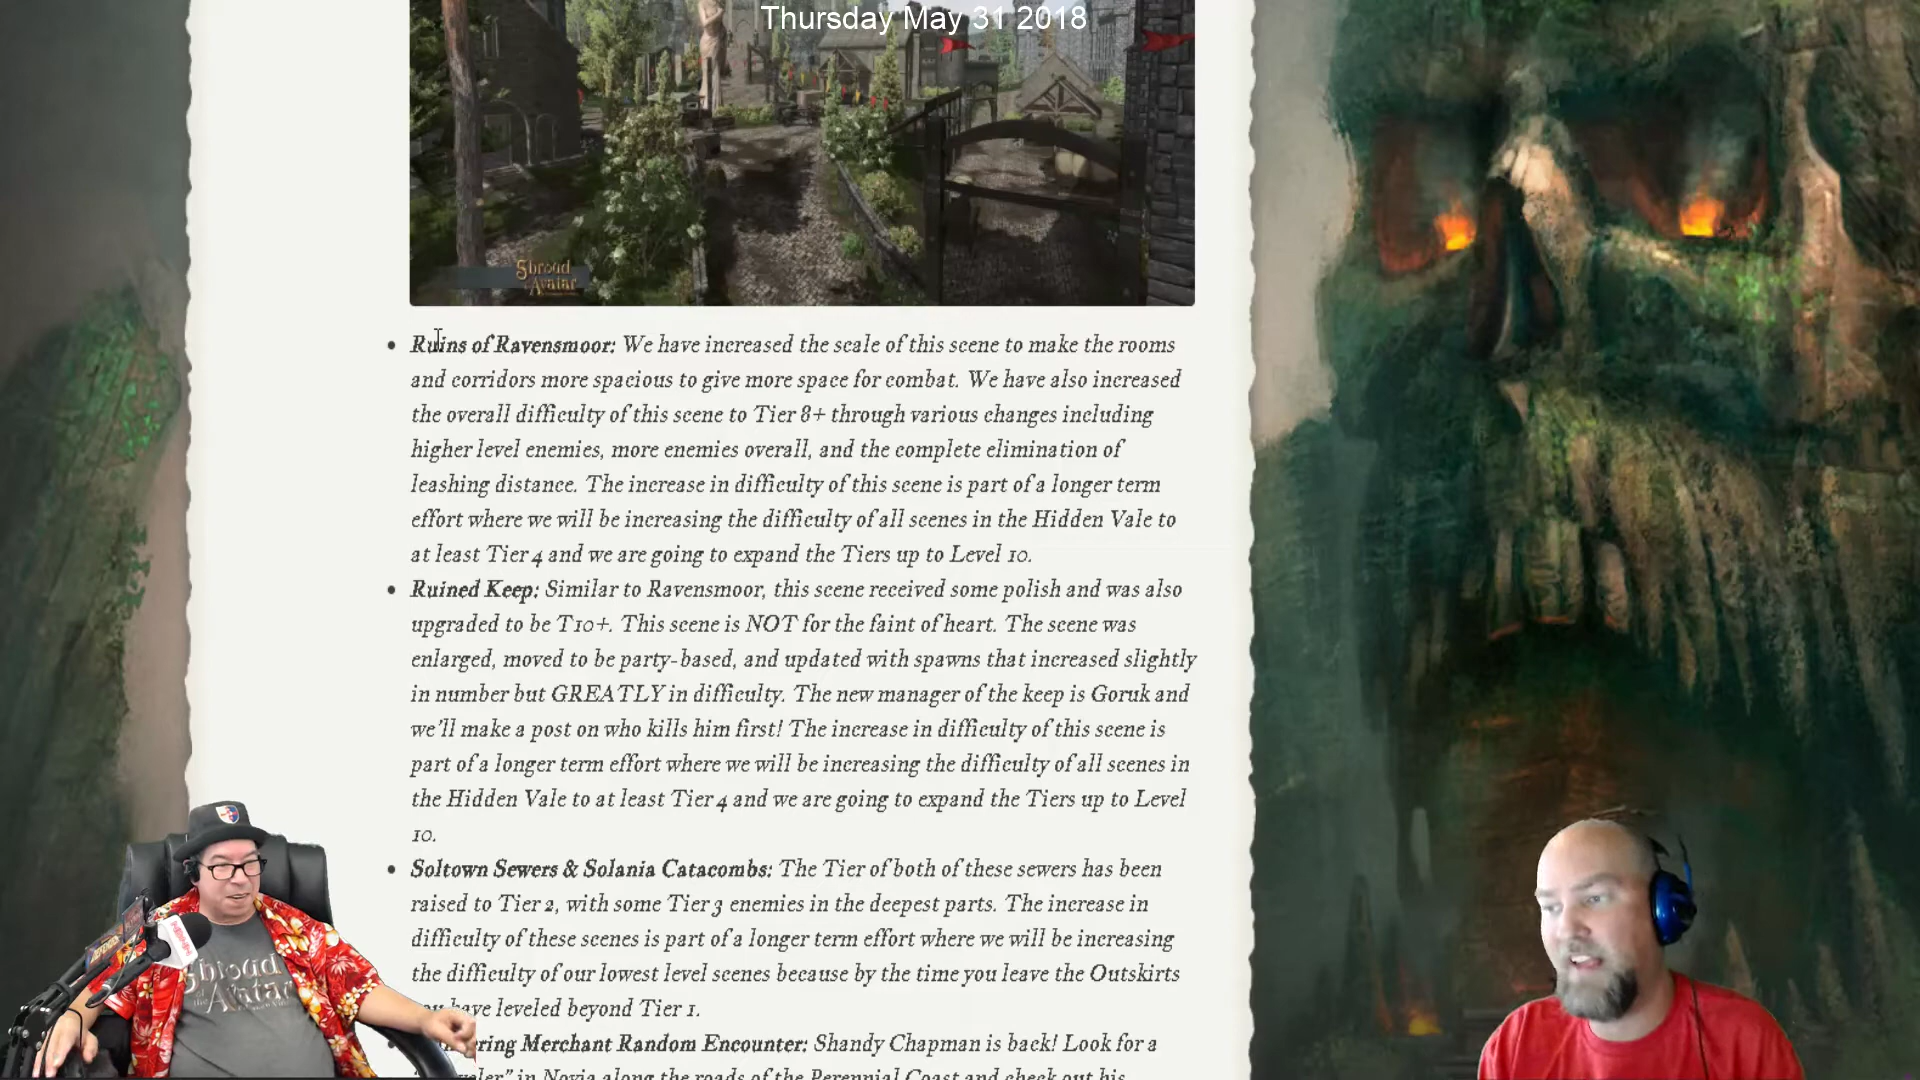 Thursday May 31 2018
Shroud
Avatar
Ruins of Ravensmoor: We have increased the scale of this scene to make the rooms
and corridors more spacious to give more space for combat. We have also increased
the overall difficulty of this scene to Tier 8+ through various changes including
higher level enemies, more enemies overall, and the complete elimination of
leashing distance. The increase in difficulty of this scene is part of a longer term
effort where we will be increasing the difficulty of all scenes in the Hidden Vale to
at least Tier 4 and we are going to expand the Tiers up to Level 10.
Ruined Keep: Similar to Ravensmoor, this scene received some polish and was also
upgraded to be T10+. This scene is NOT for the faint of heart. The scene was
enlarged, moved to be party-based, and updated with spawns that increased slightly
in number but GREATLY in difficulty. The new manager of the keep is Goruk and
we'll make a post on who kills him first! The increase in difficulty of this scene is
part of a longer term effort where we will be increasing the difficulty of all scenes in
the Hidden Vale to at least Tier 4 and we are going to expand the Tiers up to Level
10.
Soltown Sewers & Solania Catacombs: The Tier of both of these sewers has been
raised to Tier 2, with some Tier 3 enemies in the deepest parts. The increase in
difficulty of these scenes is part of a longer term effort where we will be increasing
the difficulty of our lowest level scenes because by the time you leave the Outskirts
have leveled beyond Tier 1.
Merchant Random Encounter: Shandy Chapman is back! Look for a
in Novia along the roads of the Perennial Coast and check out his
Shroud
the
Avatar